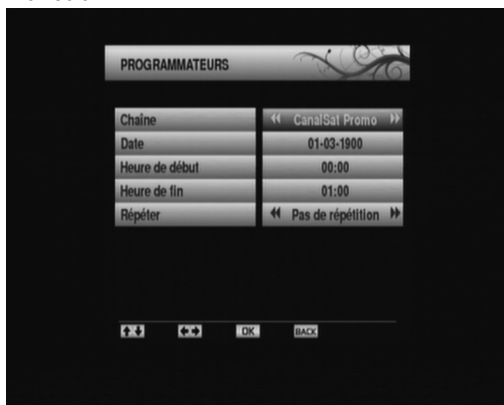 PROGRAMMATEURS
Chaîne CanalSat Promo
Date 01-03-1900
Heure de début 00:00
Heure de fin 01:00
Répéter Pas de répétition
OK BACK